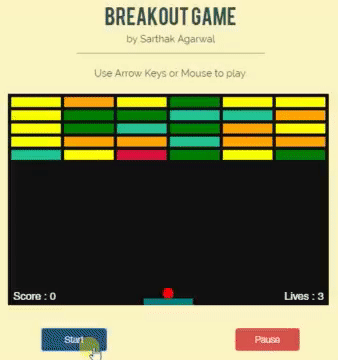 BREAKOUT GAME
by Sarthak Agarwal
Use Arrow Keys or Mouse to play
Score : 0
Lives : 3
Start
Pause